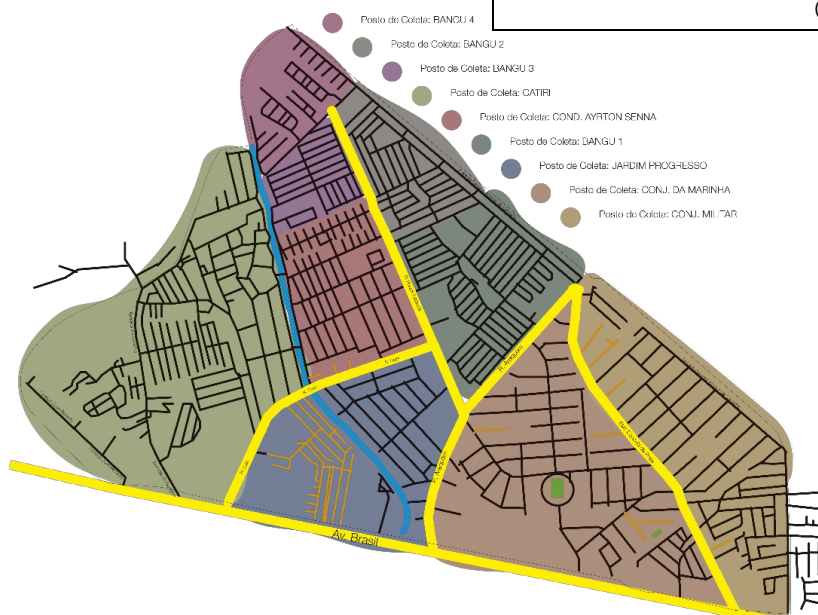 Posto de Coleta: BANGU 4
Posto de Coleta: BANGU 2
Posto de Coleta: BANGU 3
Posto de Coleta: CATIRI
Posto de Coleta: COND. AYRTON SENNA
Posto de Coleta: BANGU 1
Posto de Coleta: JARDIM PROGRESSO
Posto de Coleta: CONJ. DA MARINHA
Posto de Coleta: CONJ. MILITAR
R. Araquém
R. Araquém
Av. Brasil